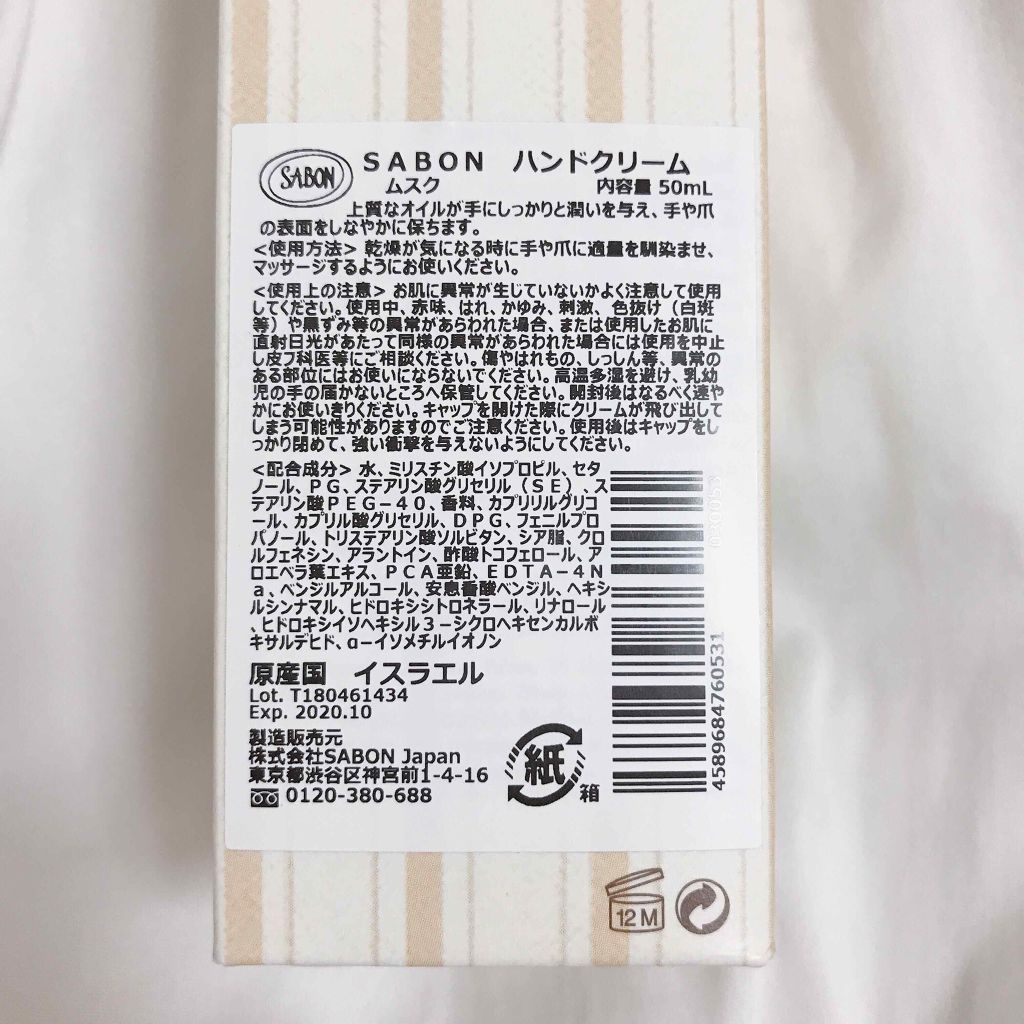 SABON
SABON ハンドクリーム
ムスク 内容量 50mL
上質なオイルが手にしっかりと潤いを与え、手や爪
の表面をしなやかに保ちます。
<使用方法> 乾燥が気になる時に手や爪に適量を馴染ませ、
マッサージするようにお使いください。
<使用上の注意> お肌に異常が生じていないかよく注意して使用
してください。使用中、赤味、はれ、かゆみ、刺激、色抜け（白斑
等）や黒ずみ等の異常があらわれた場合、または使用したお肌に
直射日光があたって同様の異常があらわれた場合には使用を中止
し皮フ科医等にご相談ください。傷やはれもの、しっしん等、異常の
ある部位にはお使いにならないでください。高温多湿を避け、乳幼
児の手の届かないところへ保管してください。開封後はなるべく速や
かにお使いきりください。キャップを開けた際にクリームが飛び出して
しまう可能性がありますのでご注意ください。使用後はキャップをし
っかり閉めて、強い衝撃を与えないようにしてください。
<配合成分> 水、ミリスチン酸イソプロピル、セタ
ノール、ＰＧ、ステアリン酸グリセリル（ＳＥ）、ス
テアリン酸ＰＥＧ－４０、香料、カプリリルグリコ
ール、カプリル酸グリセリル、ＤＰＧ、フェニルプロ
パノール、トリステアリン酸ソルビタン、シア脂、クロ
ルフェネシン、アラントイン、酢酸トコフェロール、ア
ロエベラ葉エキス、ＰＣＡ亜鉛、ＥＤＴＡ－４Ｎ
ａ、ベンジルアルコール、安息香酸ベンジル、ヘキシ
ルシンナマル、ヒドロキシシトロネラール、リナロール
、ヒドロキシイソヘキシル３－シクロヘキセンカルボ
キサルデヒド、α－イソメチルイオノン
原産国 イスラエル
Lot. T180461434
Exp. 2020.10
製造販売元
株式会社SABON Japan
東京都渋谷区神宮前1-4-16
0120-380-688
紙
箱
4589684760531
12 M